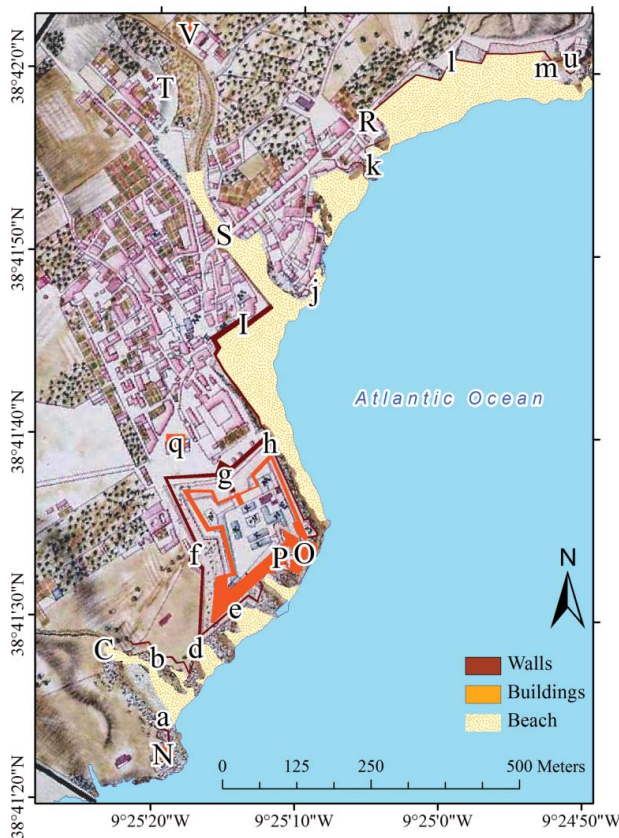 38°42'0"N
38°41'50"N
38°41'40"N
38°41'30"N
38°41'20"N
V
T
l
m
u
R
k
S
j
I
Atlantic Ocean
q
h
g
f
P
O
e
C
b
d
a
N
N
Walls
Buildings
Beach
0 125 250 500 Meters
9°25'20"W 9°25'10"W 9°25'0"W 9°24'50"W